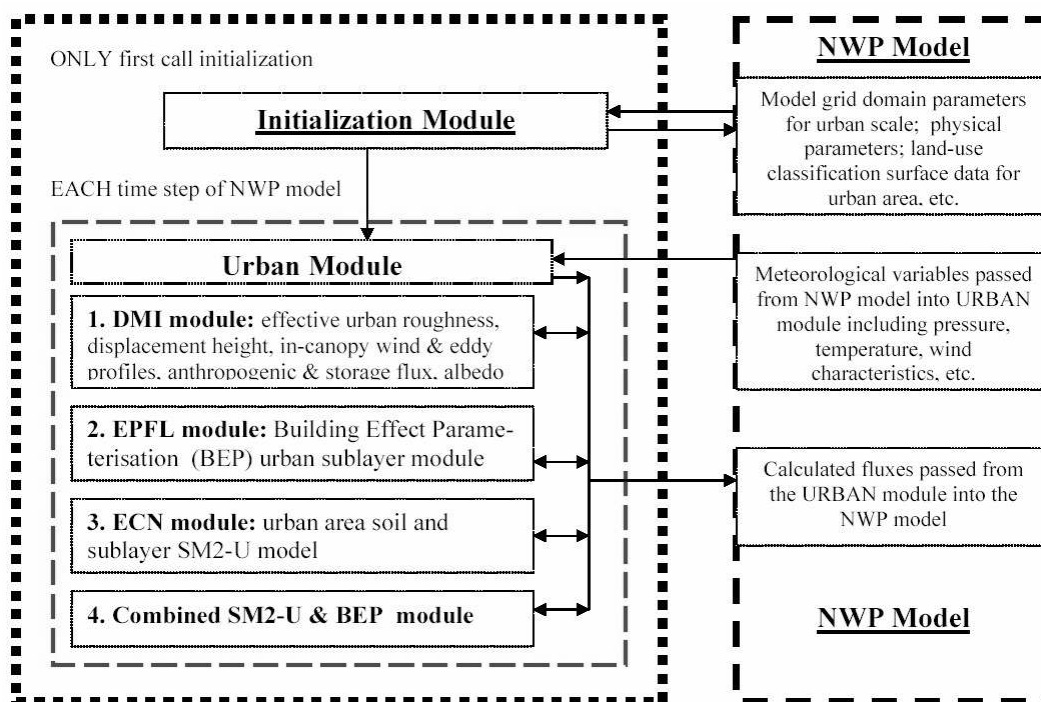 ONLY first call initialization
Initialization Module
EACH time step of NWP model
Urban Module
1. DMI module: effective urban roughness,
displacement height, in-canopy wind & eddy
profiles, anthropogenic & storage flux, albedo
2. EPFL module: Building Effect Parame-
terisation (BEP) urban sublayer module
3. ECN module: urban area soil and
sublayer SM2-U model
4. Combined SM2-U & BEP module
NWP Model
Model grid domain parameters
for urban scale; physical
parameters; land-use
classification surface data for
urban area, etc.
Meteorological variables passed
from NWP model into URBAN
module including pressure,
temperature, wind
characteristics, etc.
Calculated fluxes passed from
the URBAN module into the
NWP model
NWP Model